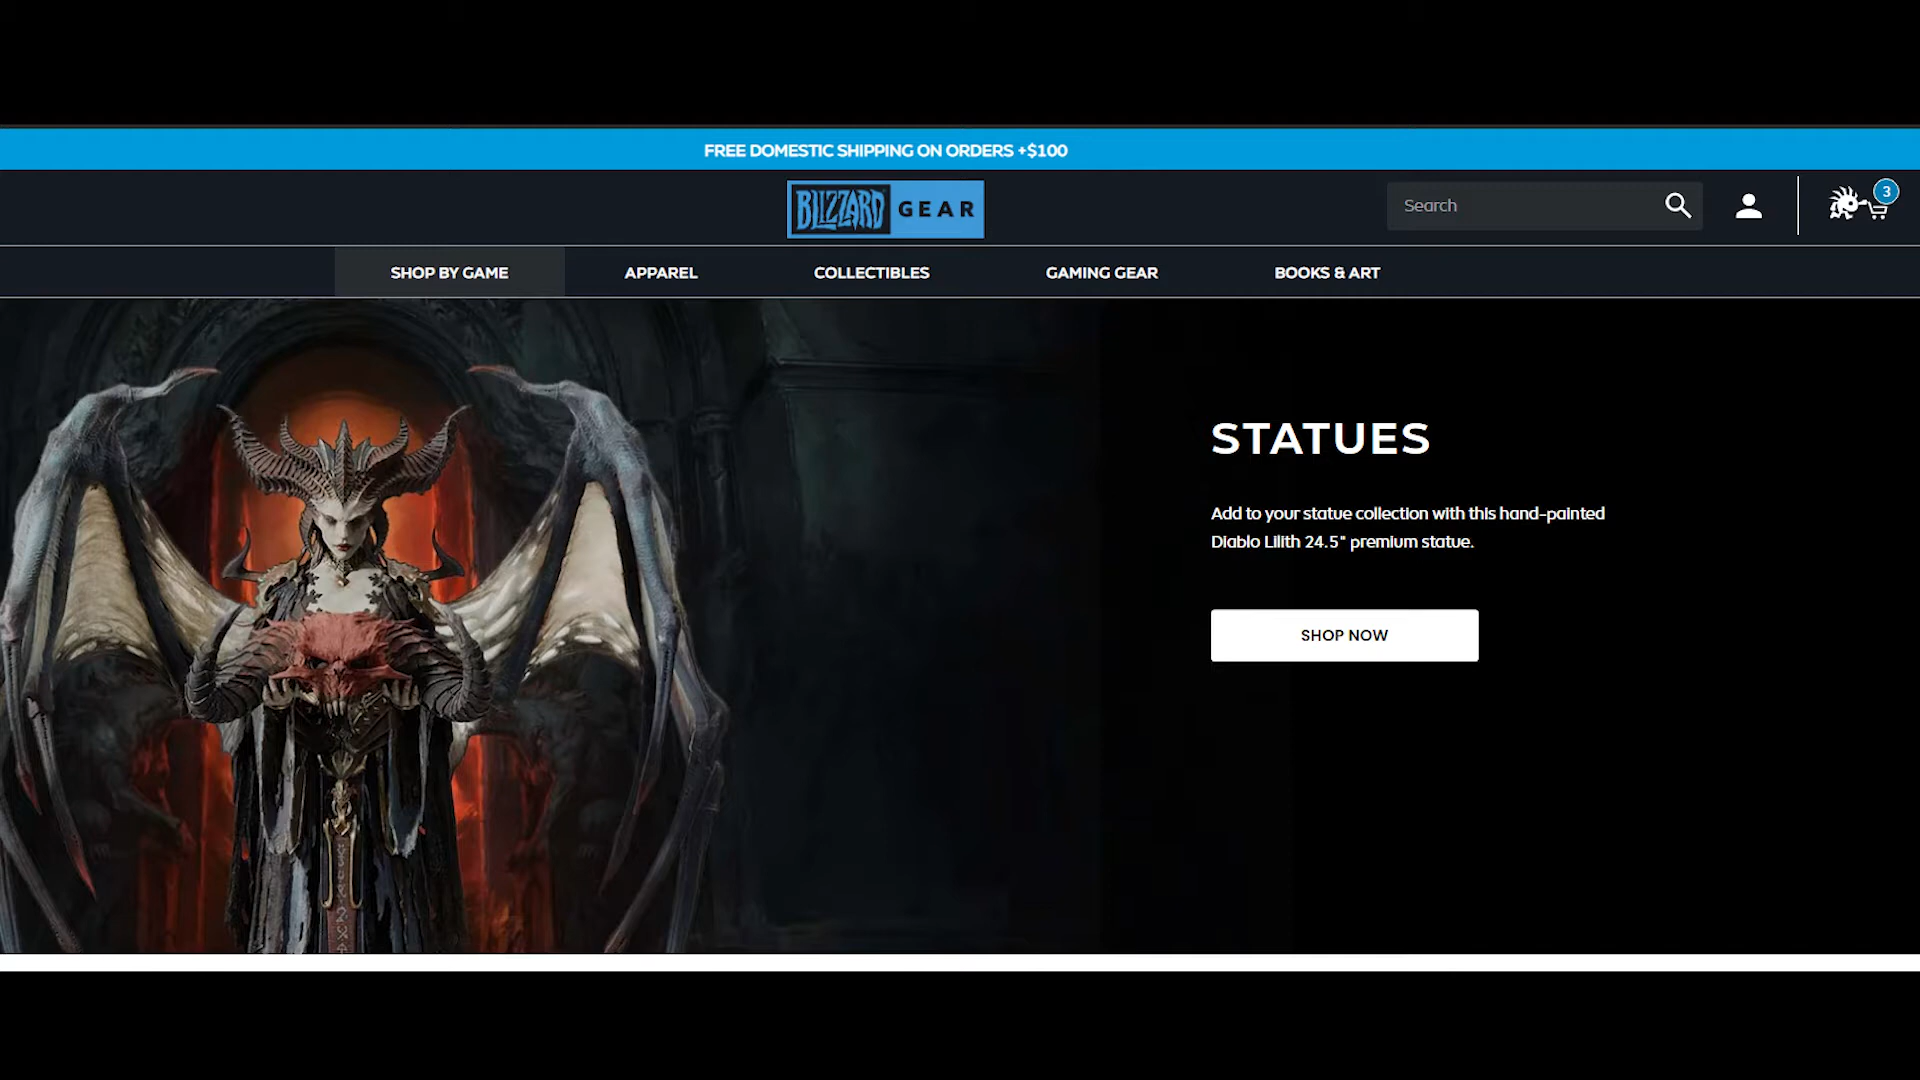 FREE DOMESTIC SHIPPING ON ORDERS +$100
BLIZZARD GEAR
Search
3
SHOP BY GAME
APPAREL
COLLECTIBLES
GAMING GEAR
BOOKS & ART
STATUES
Add to your statue collection with this hand-painted
Diablo Lilith 24.5" premium statue.
SHOP NOW